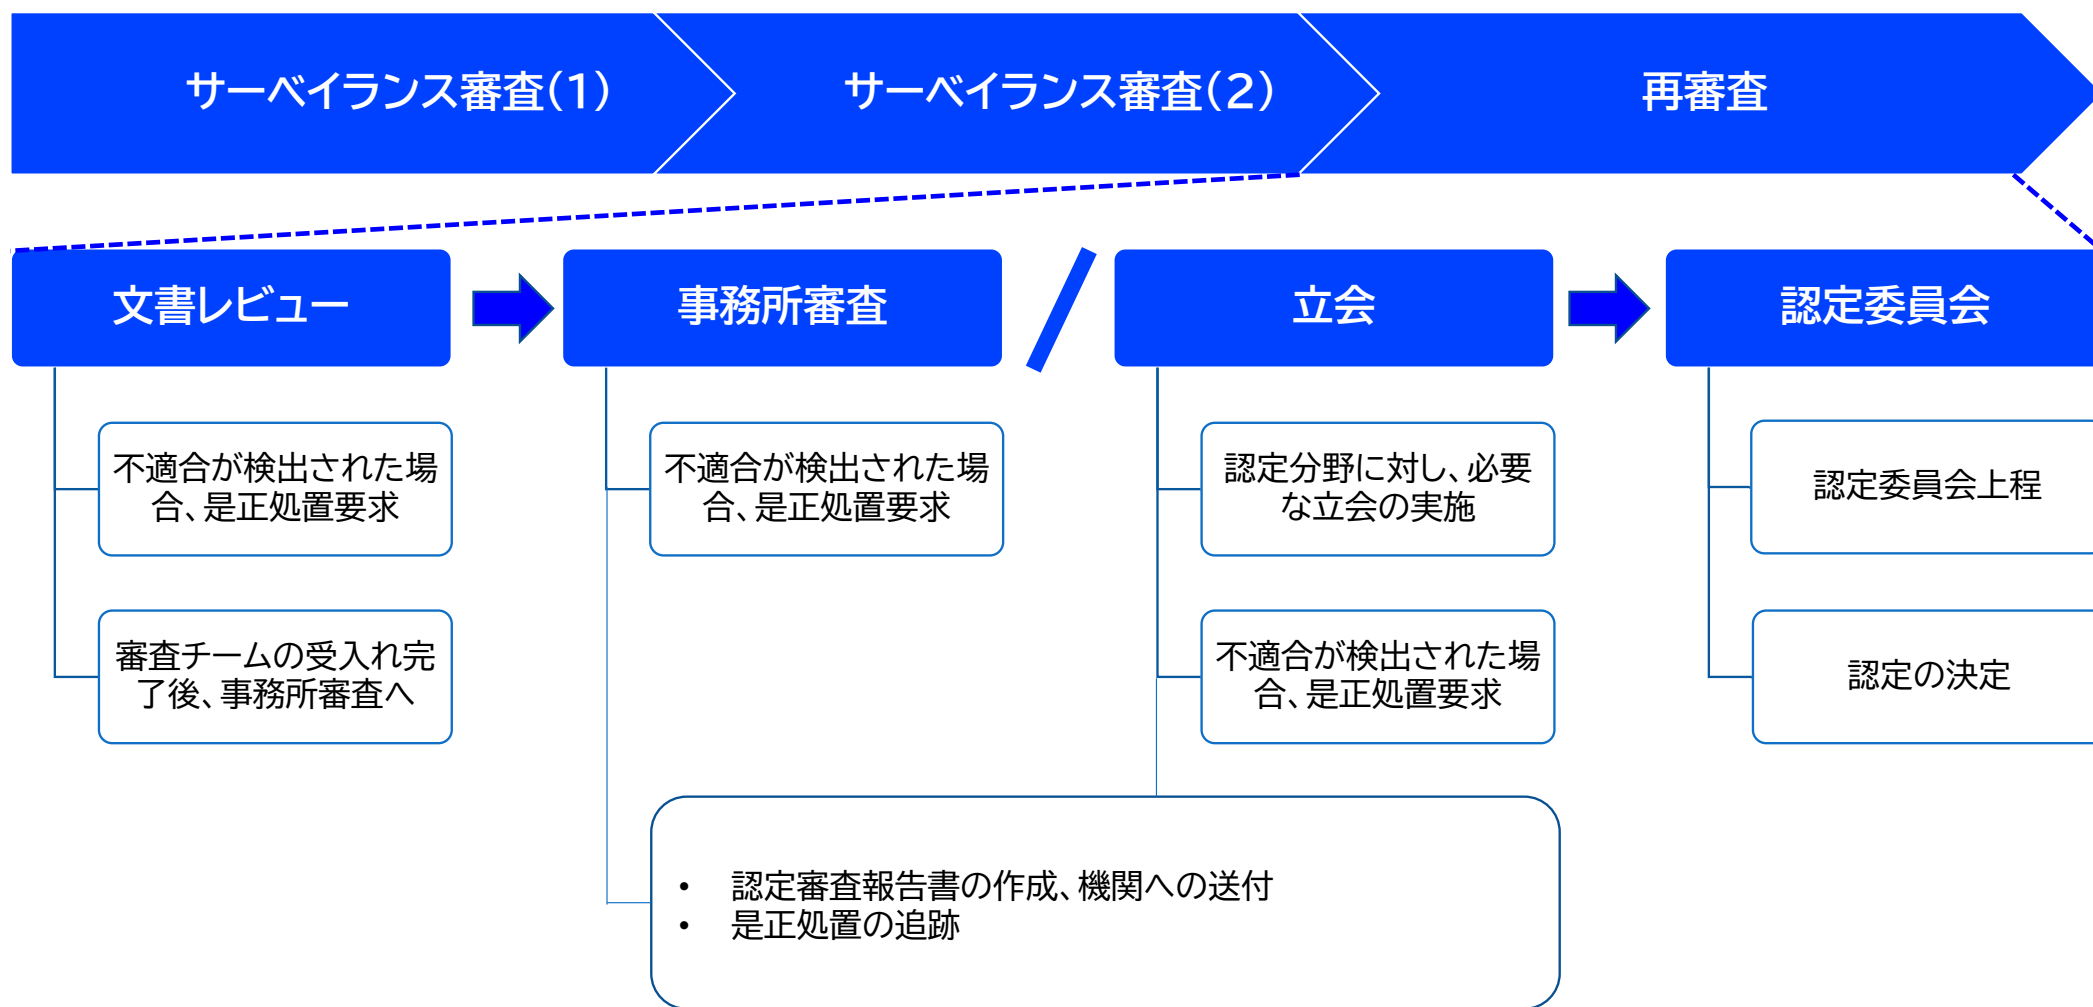 サーベイランス審査(1)
サーベイランス審査(2)
再審査
文書レビュー
事務所審査
立会
認定委員会
不適合が検出された場
合、是正処置要求
審査チームの受入れ完
了後、事務所審査へ
不適合が検出された場
合、是正処置要求
認定分野に対し、必要
な立会の実施
不適合が検出された場
合、是正処置要求
認定委員会上程
認定の決定
• 認定審査報告書の作成、機関への送付
• 是正処置の追跡